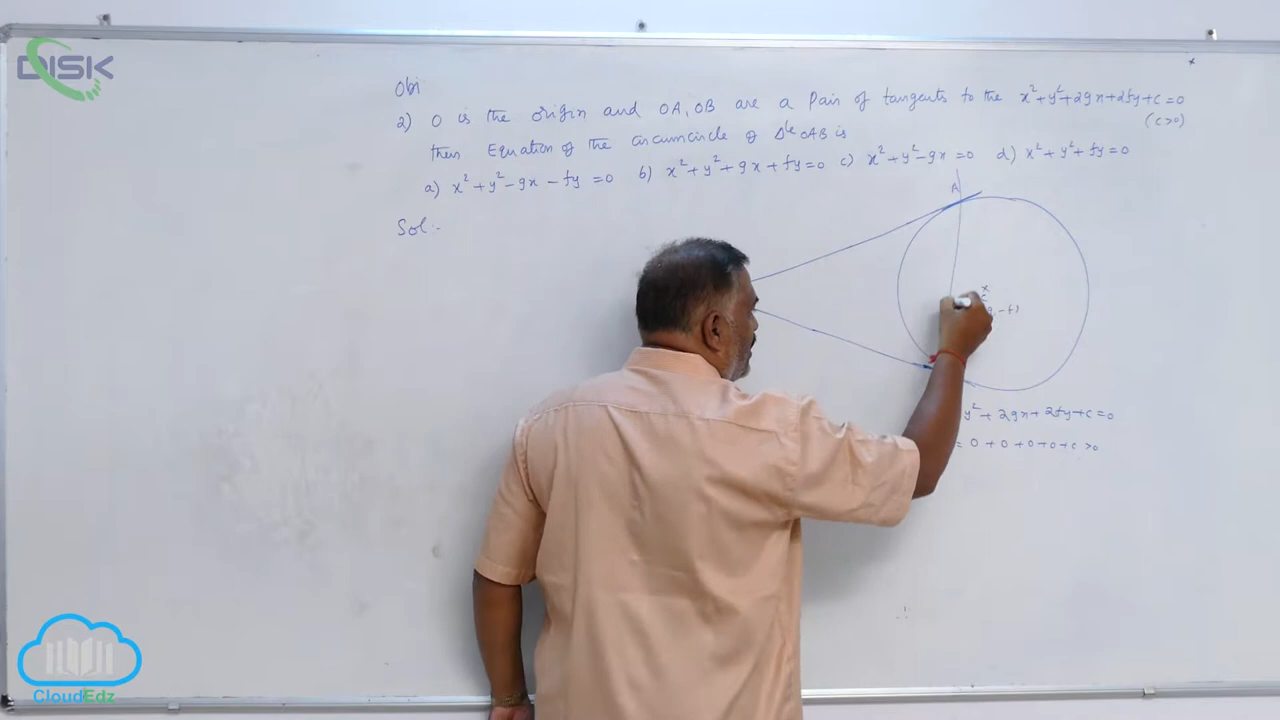 DISK
Obj
2) O is the origin and OA, OB are a Pair of tangents to the x²+y²+2gx+2fy+c=0
(c>0)
then Equation of the circumcircle of Δle OAB is
a) x²+y²-gx-fy=0 b) x²+y²+gx+fy=0 c) x²+y²-gx=0 d) x²+y²+fy=0
Sol:-
A
C
-f)
y²+2gx+2fy+c=0
= 0+0+0+0+c>0
CloudEdz